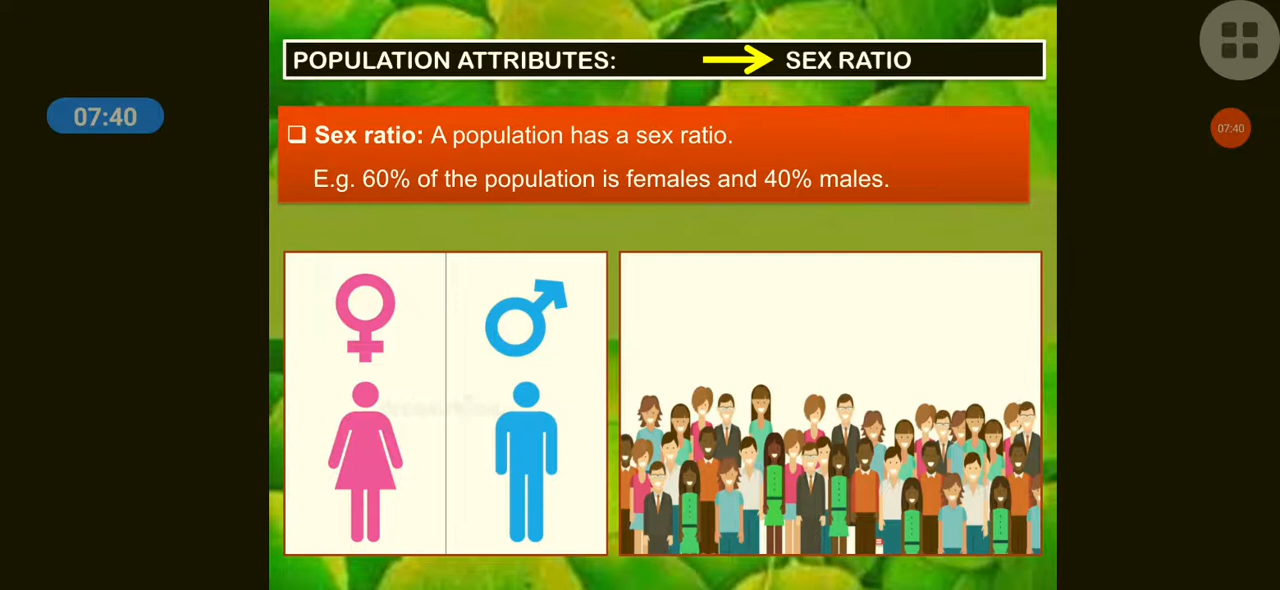 POPULATION ATTRIBUTES: SEX RATIO
07:40
07:40
❑ Sex ratio: A population has a sex ratio.
E.g. 60% of the population is females and 40% males.